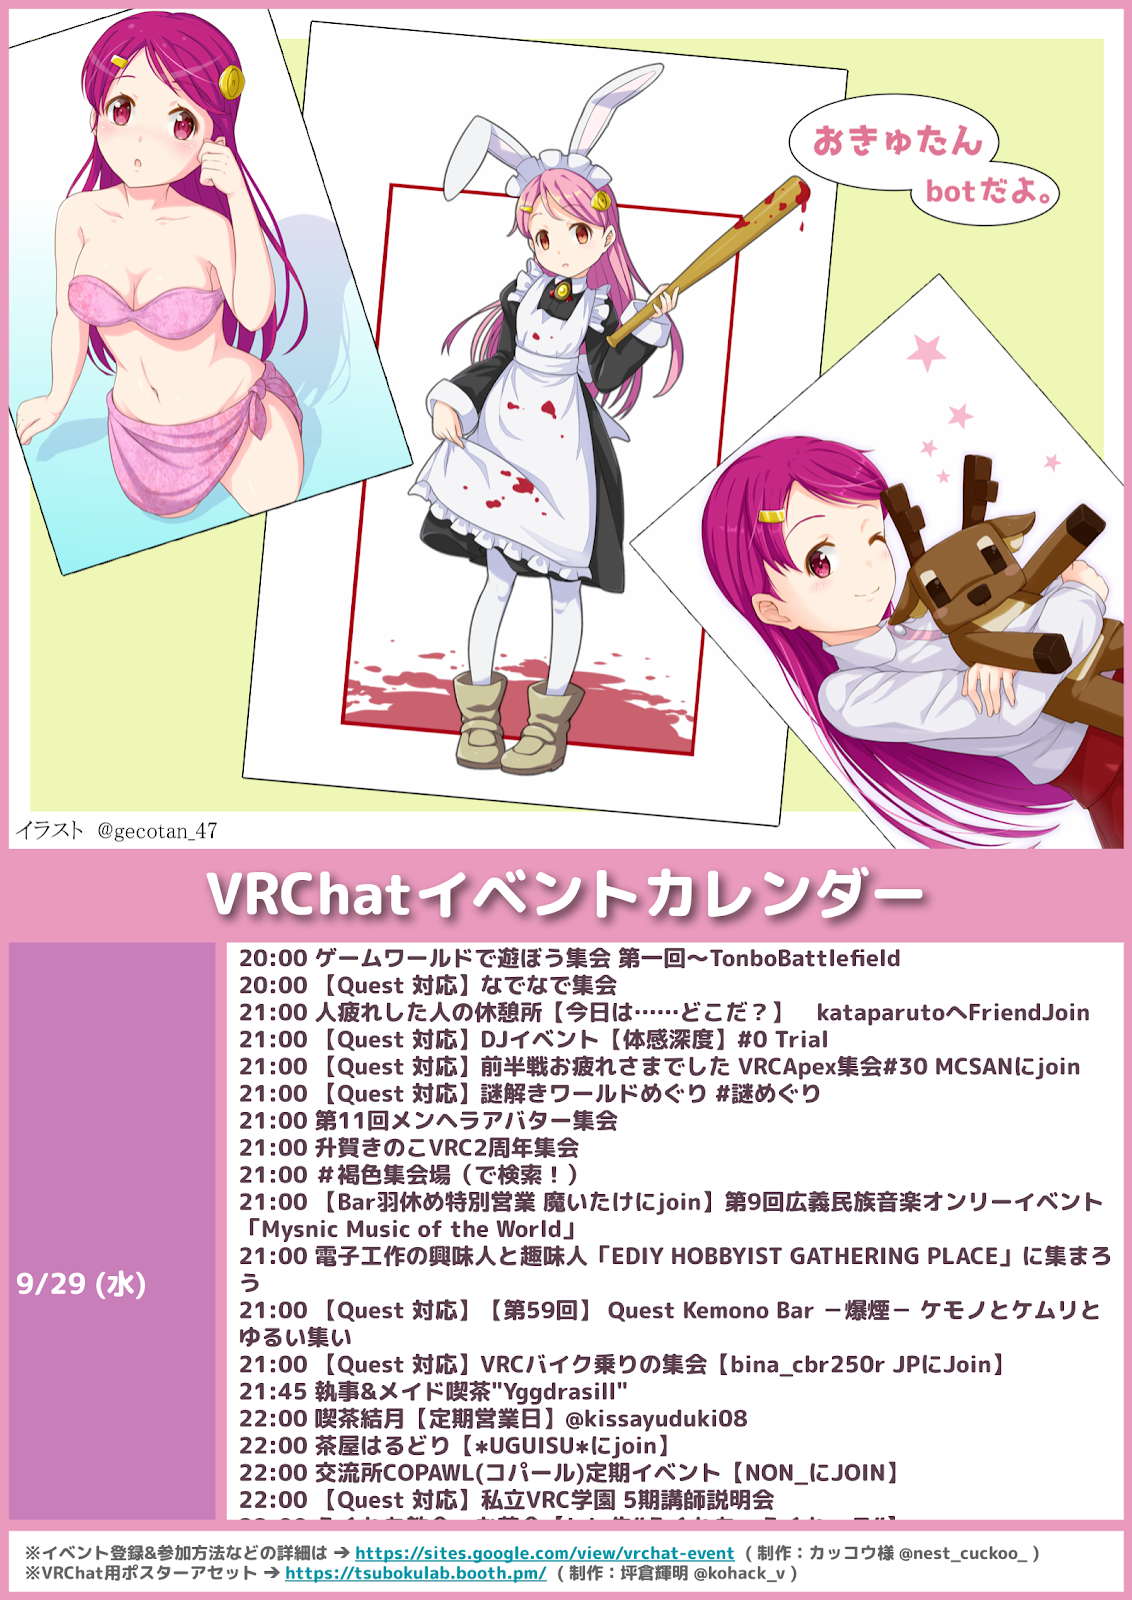 おきゅたん
botだよ。
イラスト @gecotan_47
VRChatイベントカレンダー
9/29 (水)
20:00 ゲームワールドで遊ぼう集会 第一回～TonboBattlefield
20:00 【Quest 対応】なでなで集会
21:00 人疲れした人の休憩所【今日は……どこだ？】　kataparutoへFriendJoin
21:00 【Quest 対応】DJイベント【体感深度】#0 Trial
21:00 【Quest 対応】前半戦お疲れさまでした VRCApex集会#30 MCSANにjoin
21:00 【Quest 対応】謎解きワールドめぐり #謎めぐり
21:00 第11回メンヘラアバター集会
21:00 升賀きのこVRC2周年集会
21:00 ＃褐色集会場（で検索！）
21:00 【Bar羽休め特別営業 魔いたけにjoin】第9回広義民族音楽オンリーイベント
「Mysnic Music of the World」
21:00 電子工作の興味人と趣味人「EDIY HOBBYIST GATHERING PLACE」に集まろ
う
21:00 【Quest 対応】【第59回】 Quest Kemono Bar －爆煙－ ケモノとケムリと
ゆるい集い
21:00 【Quest 対応】VRCバイク乗りの集会【bina_cbr250r JPにJoin】
21:45 執事&メイド喫茶"Yggdrasill"
22:00 喫茶結月【定期営業日】@kissayuduki08
22:00 茶屋はるどり【*UGUISU*にjoin】
22:00 交流所COPAWL(コパール)定期イベント【NON_にJOIN】
22:00 【Quest 対応】私立VRC学園 5期講師説明会
※イベント登録&参加方法などの詳細は ➔ https://sites.google.com/view/vrchat-event （ 制作：カッコウ様 @nest_cuckoo_ ）
※VRChat用ポスターアセット ➔ https://tsubokulab.booth.pm/ （ 制作：坪倉輝明 @kohack_v ）